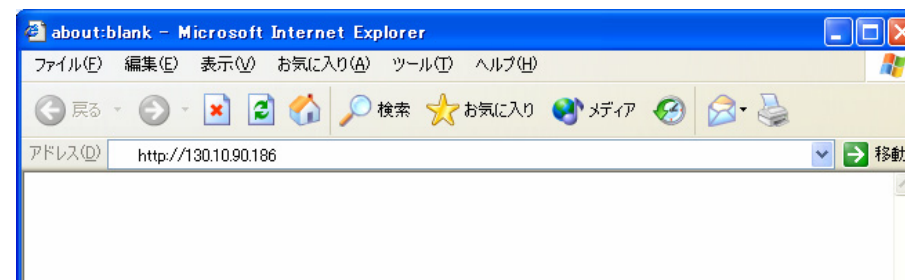 about:blank - Microsoft Internet Explorer
ファイル(F) 編集(E) 表示(V) お気に入り(A) ツール(T) ヘルプ(H)
戻る 検索 お気に入り メディア
アドレス(D) http://130.10.90.186 移動